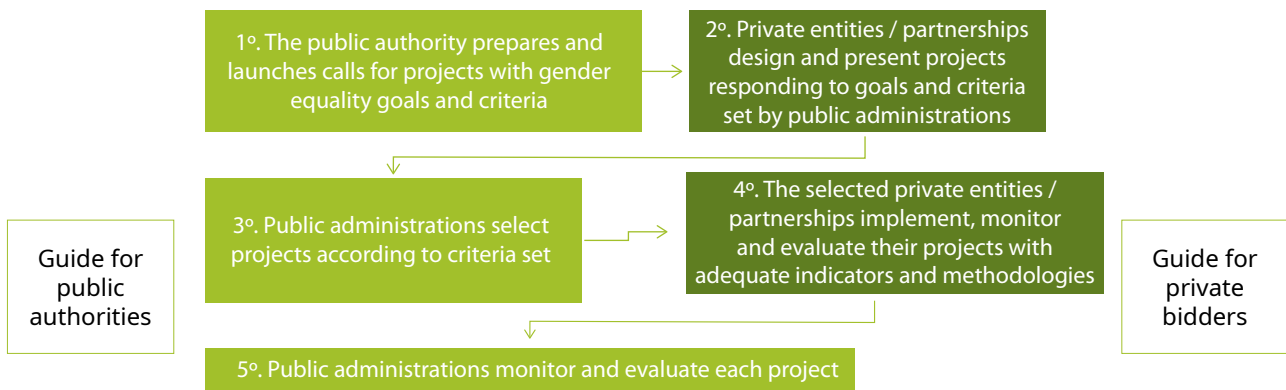 1º. The public authority prepares and
launches calls for projects with gender
equality goals and criteria
2º. Private entities / partnerships
design and present projects
responding to goals and criteria
set by public administrations
3º. Public administrations select
projects according to criteria set
4º. The selected private entities /
partnerships implement, monitor
and evaluate their projects with
adequate indicators and methodologies
Guide for
public
authorities
Guide for
private
bidders
5º. Public administrations monitor and evaluate each project